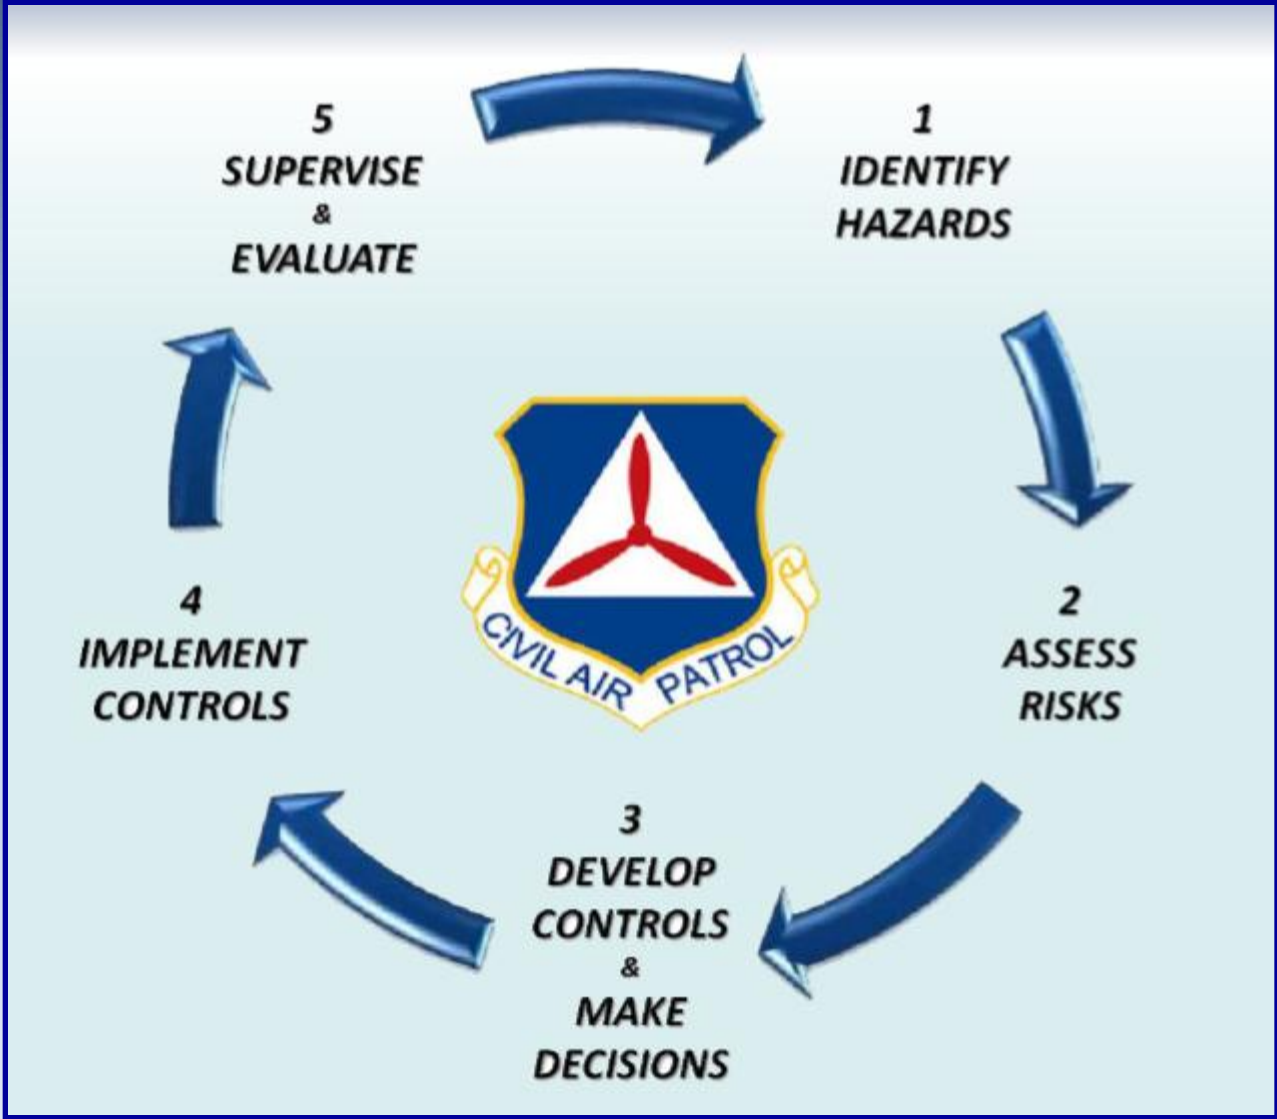 1
IDENTIFY
HAZARDS
2
ASSESS
RISKS
3
DEVELOP
CONTROLS
&
MAKE
DECISIONS
4
IMPLEMENT
CONTROLS
5
SUPERVISE
&
EVALUATE
CIVIL AIR PATROL